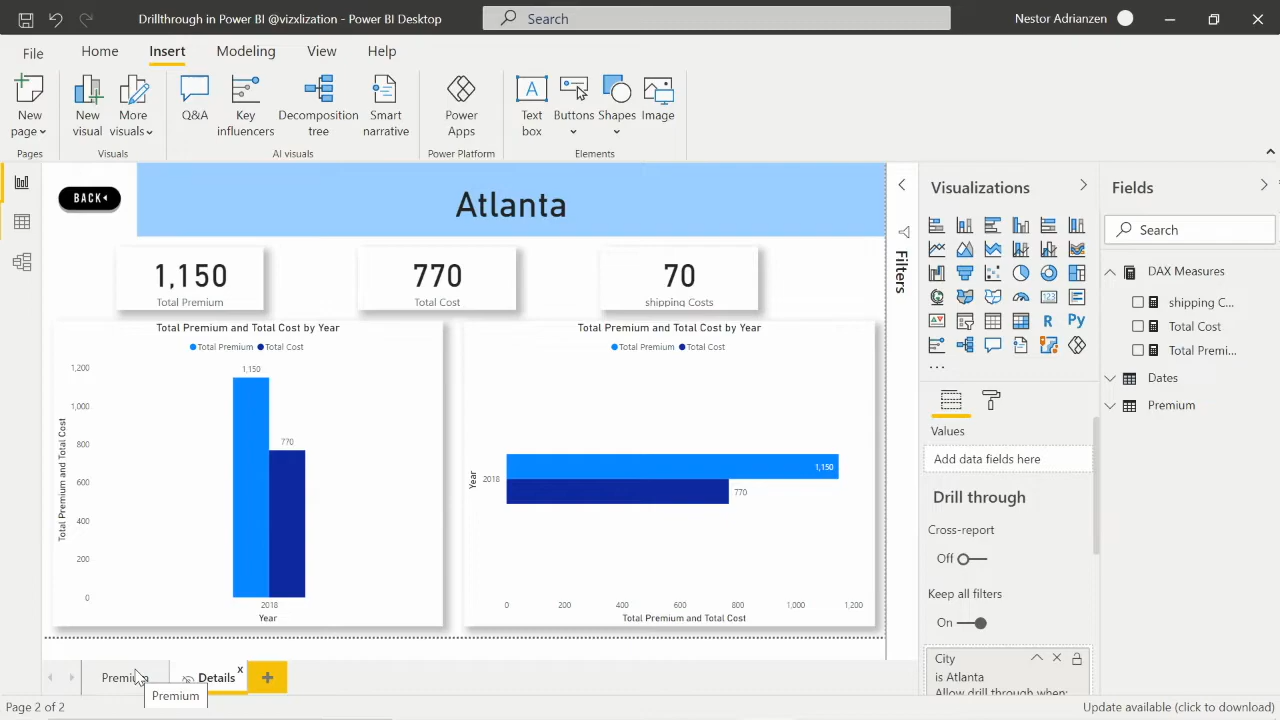 Drillthrough in Power BI @vizxlization - Power BI Desktop
Search
Nestor Adrianzen
File
Home
Insert
Modeling
View
Help
New page
New visual
More visuals
Q&A
Key influencers
Decomposition tree
Smart narrative
Power Apps
Text box
Buttons
Shapes
Image
Pages
Visuals
AI visuals
Power Platform
Elements
BACK
Atlanta
1,150
Total Premium
770
Total Cost
70
shipping Costs
Total Premium and Total Cost by Year
Total Premium Total Cost
Total Premium and Total Cost
1,200
1,000
800
600
400
200
0
1,150
770
2018
Year
Total Premium and Total Cost by Year
Total Premium Total Cost
Year
2018
1,150
770
0 200 400 600 800 1,000 1,200
Total Premium and Total Cost
Filters
Visualizations
123
R
Py
...
Values
Add data fields here
Drill through
Cross-report
Off
Keep all filters
On
City
is Atlanta
Allow drill through when:
Fields
Search
DAX Measures
shipping C...
Total Cost
Total Premi...
Dates
Premium
Premium
Details
x
+
Premium
Page 2 of 2
Update available (click to download)